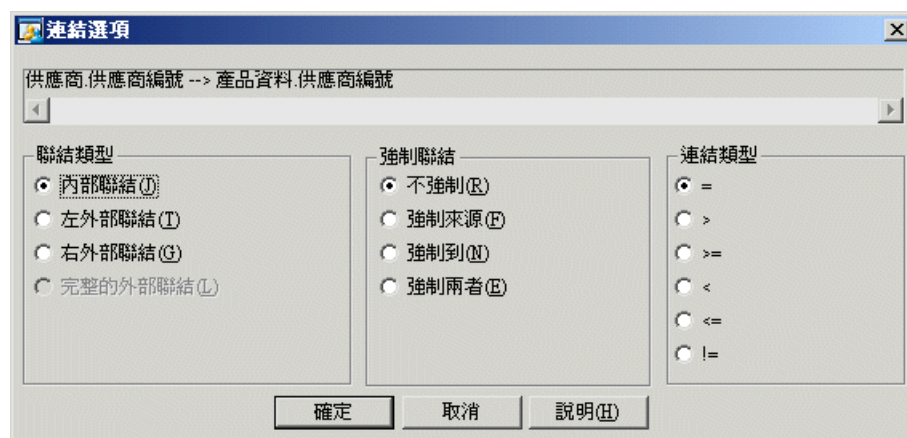 連結選項
供應商.供應商編號 --> 產品資料.供應商編號
聯結類型
內部聯結(J)
左外部聯結(T)
右外部聯結(G)
完整的外部聯結(L)
強制聯結
不強制(R)
強制來源(F)
強制到(N)
強制兩者(E)
連結類型
=
>
>=
<
<=
!=
確定 取消 說明(H)